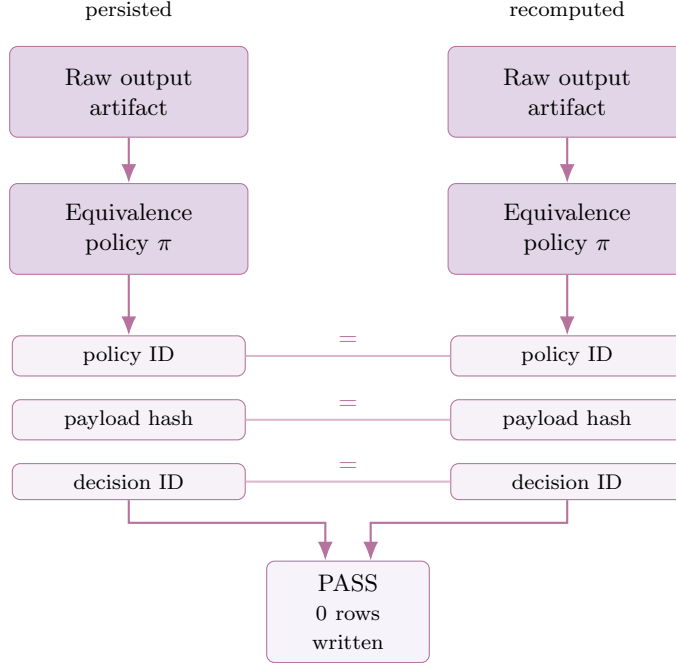 persisted
recomputed
Raw output
artifact
Raw output
artifact
Equivalence
policy π
Equivalence
policy π
=
policy ID
policy ID
=
payload hash
payload hash
=
decision ID
decision ID
PASS
0 rows
written